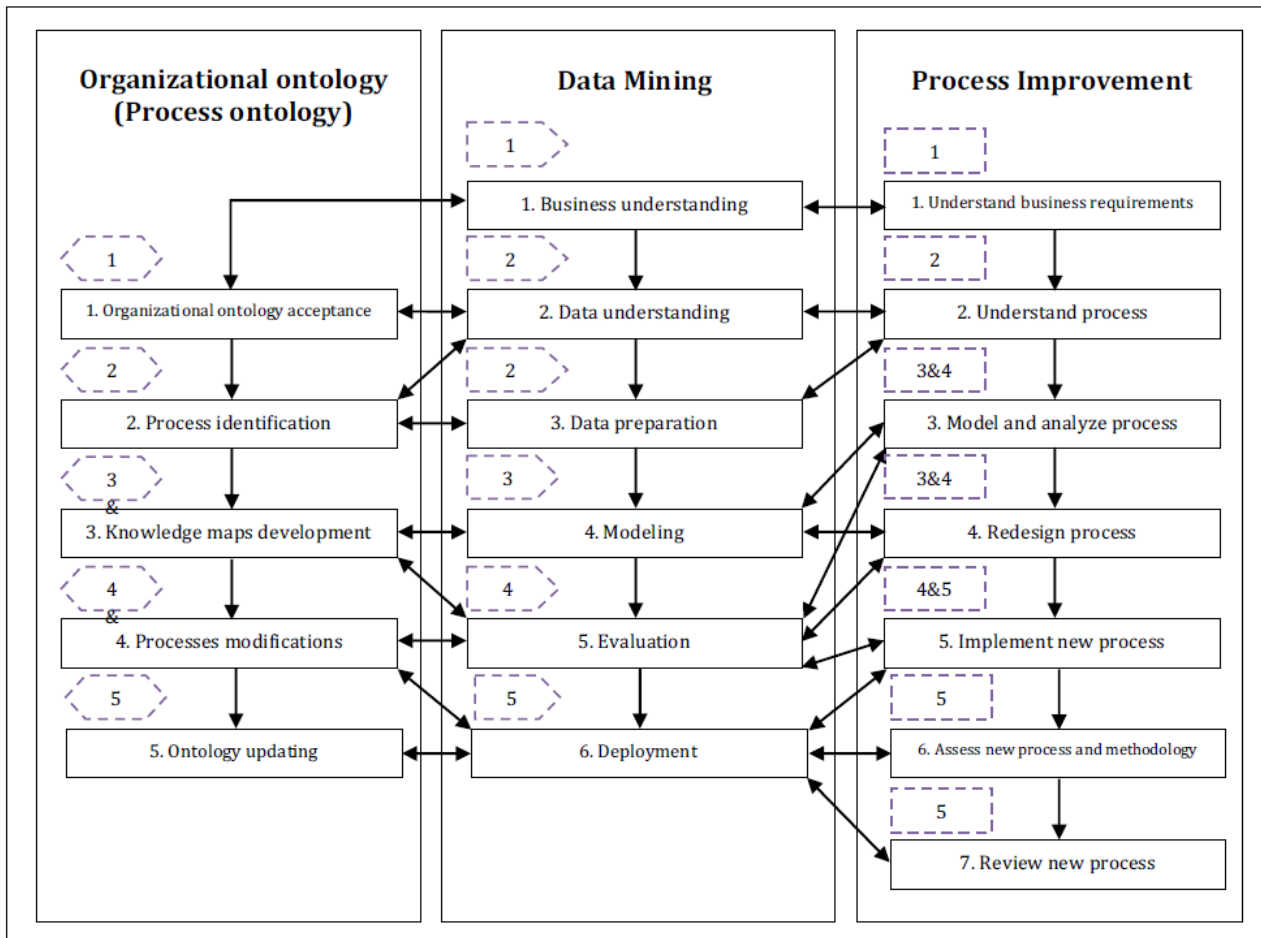 Organizational ontology
(Process ontology)
1
1. Organizational ontology acceptance
2
2. Process identification
3
&
3. Knowledge maps development
4
&
4. Processes modifications
5
5. Ontology updating
Data Mining
1
1. Business understanding
2
2. Data understanding
2
3. Data preparation
3
4. Modeling
4
5. Evaluation
5
6. Deployment
Process Improvement
1
1. Understand business requirements
2
2. Understand process
3&4
3. Model and analyze process
3&4
4. Redesign process
4&5
5. Implement new process
5
6. Assess new process and methodology
5
7. Review new process